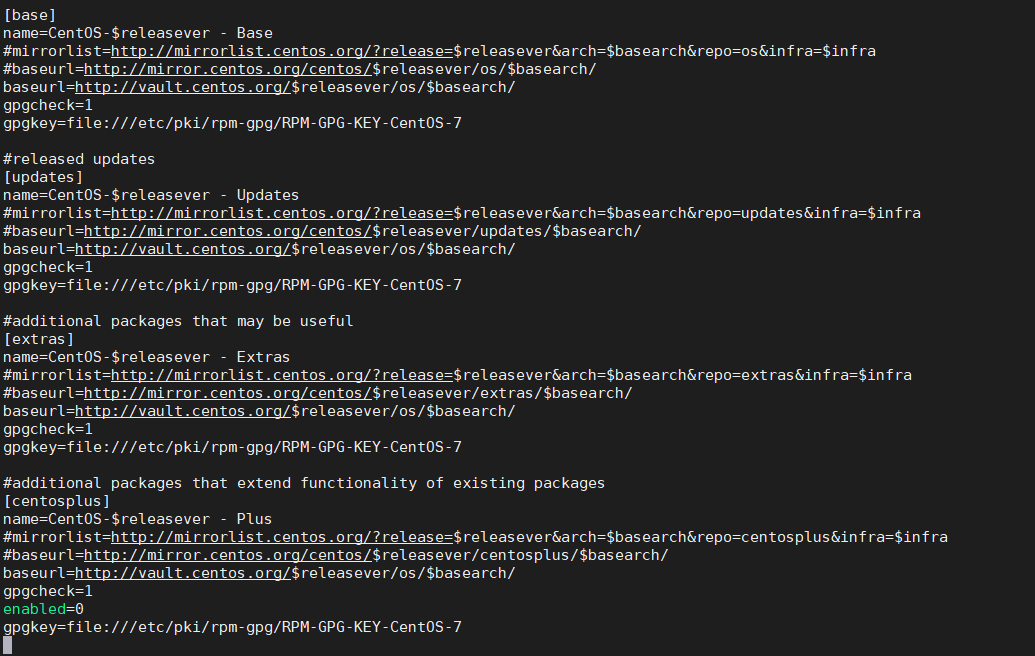 [base]
name=CentOS-$releasever - Base
#mirrorlist=http://mirrorlist.centos.org/?release=$releasever&arch=$basearch&repo=os&infra=$infra
#baseurl=http://mirror.centos.org/centos/$releasever/os/$basearch/
baseurl=http://vault.centos.org/$releasever/os/$basearch/
gpgcheck=1
gpgkey=file:///etc/pki/rpm-gpg/RPM-GPG-KEY-CentOS-7

#released updates
[updates]
name=CentOS-$releasever - Updates
#mirrorlist=http://mirrorlist.centos.org/?release=$releasever&arch=$basearch&repo=updates&infra=$infra
#baseurl=http://mirror.centos.org/centos/$releasever/updates/$basearch/
baseurl=http://vault.centos.org/$releasever/os/$basearch/
gpgcheck=1
gpgkey=file:///etc/pki/rpm-gpg/RPM-GPG-KEY-CentOS-7

#additional packages that may be useful
[extras]
name=CentOS-$releasever - Extras
#mirrorlist=http://mirrorlist.centos.org/?release=$releasever&arch=$basearch&repo=extras&infra=$infra
#baseurl=http://mirror.centos.org/centos/$releasever/extras/$basearch/
baseurl=http://vault.centos.org/$releasever/os/$basearch/
gpgcheck=1
gpgkey=file:///etc/pki/rpm-gpg/RPM-GPG-KEY-CentOS-7

#additional packages that extend functionality of existing packages
[centosplus]
name=CentOS-$releasever - Plus
#mirrorlist=http://mirrorlist.centos.org/?release=$releasever&arch=$basearch&repo=centosplus&infra=$infra
#baseurl=http://mirror.centos.org/centos/$releasever/centosplus/$basearch/
baseurl=http://vault.centos.org/$releasever/os/$basearch/
gpgcheck=1
enabled=0
gpgkey=file:///etc/pki/rpm-gpg/RPM-GPG-KEY-CentOS-7